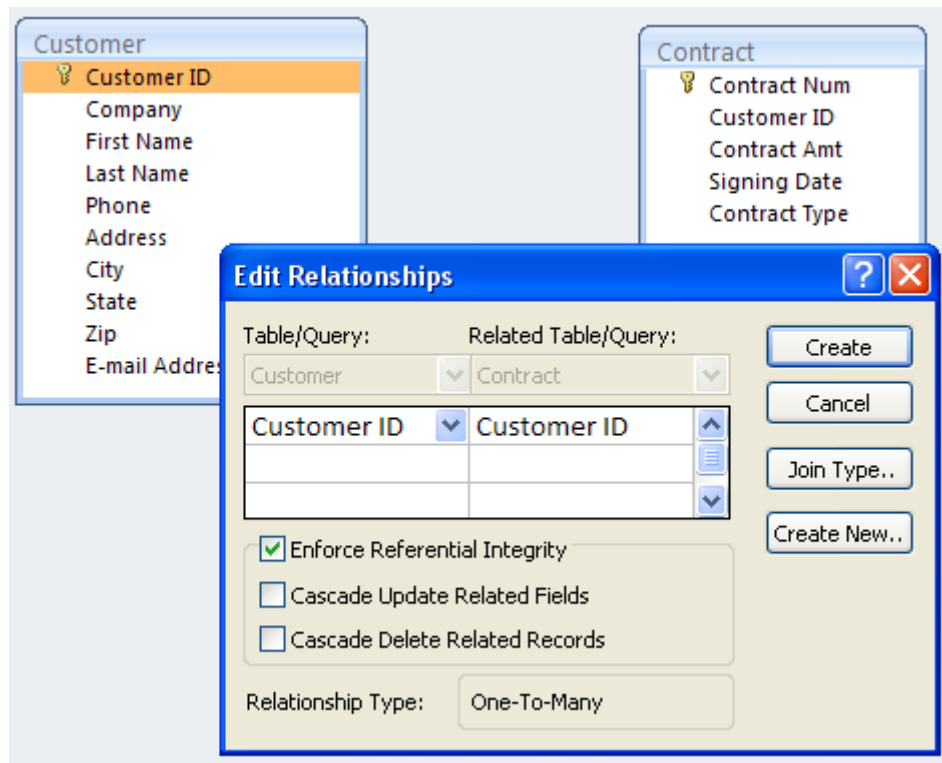 Customer
Customer ID
Company
First Name
Last Name
Phone
Address
City
State
Zip
E-mail Addre
Contract
Contract Num
Customer ID
Contract Amt
Signing Date
Contract Type
Edit Relationships
Table/Query: Related Table/Query:
Customer Contract
Customer ID Customer ID
Enforce Referential Integrity
Cascade Update Related Fields
Cascade Delete Related Records
Relationship Type: One-To-Many
?
Create
Cancel
Join Type..
Create New..